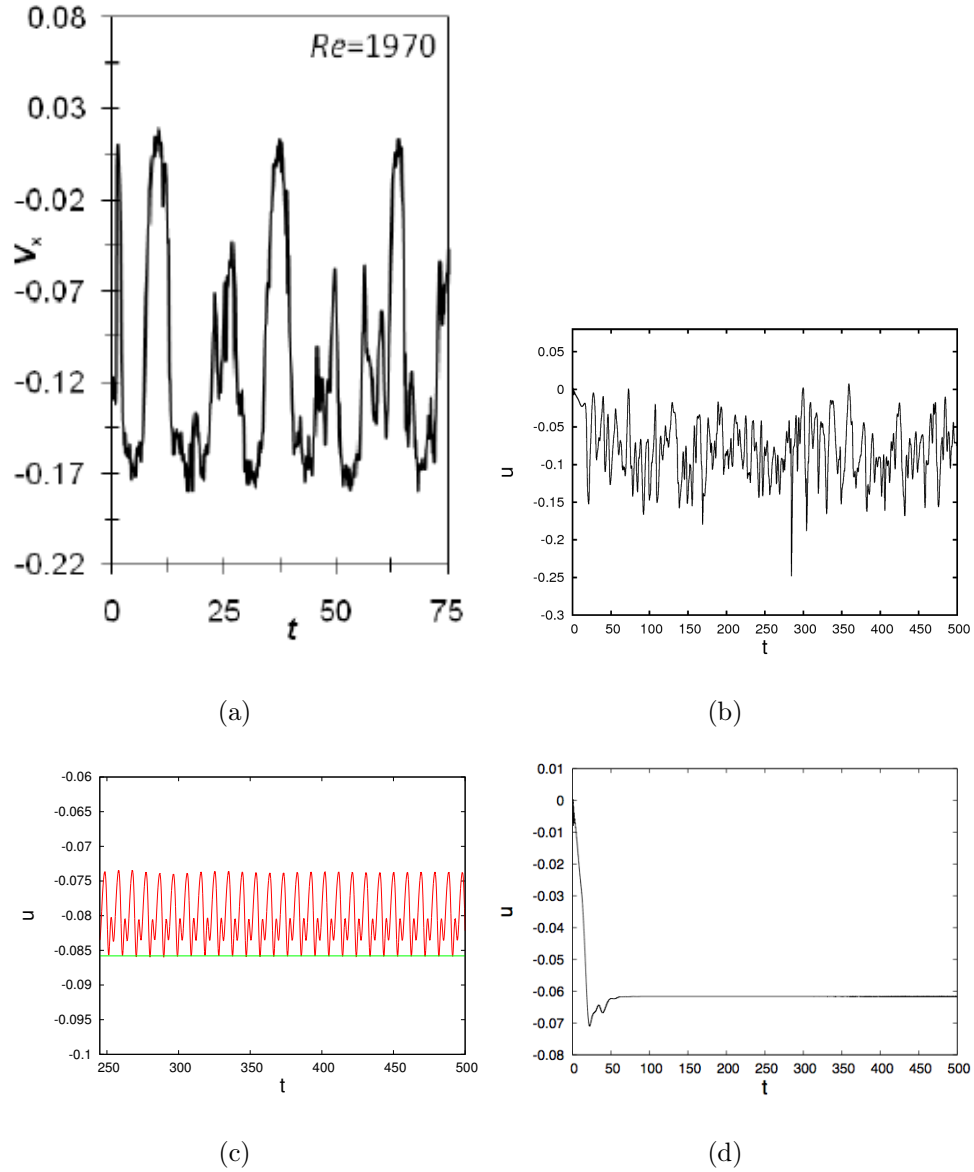 Re=1970
0.08
0.03
-0.02
-0.07
-0.12
-0.17
-0.22
Vx
0 25 50 75
t
(a)
0.05
0
-0.05
-0.1
-0.15
-0.2
-0.25
-0.3
u
0 50 100 150 200 250 300 350 400 450 500
t
(b)
-0.06
-0.065
-0.07
-0.075
-0.08
-0.085
-0.09
-0.095
-0.1
u
250 300 350 400 450 500
t
(c)
0.01
0
-0.01
-0.02
-0.03
-0.04
-0.05
-0.06
-0.07
-0.08
u
0 50 100 150 200 250 300 350 400 450 500
t
(d)